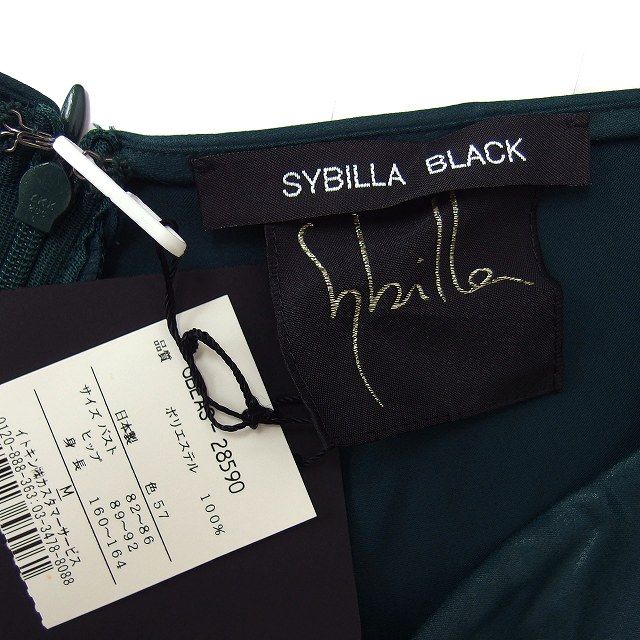 SYBILLA BLACK
Sybilla
28590
品質 ポリエステル 100%
日本製 色 57
サイズ バスト 82~86
ヒップ 89~92
身長 160~164
M
イトキン㈱カスタマーサービス
0120-888-363・03-3478-8088